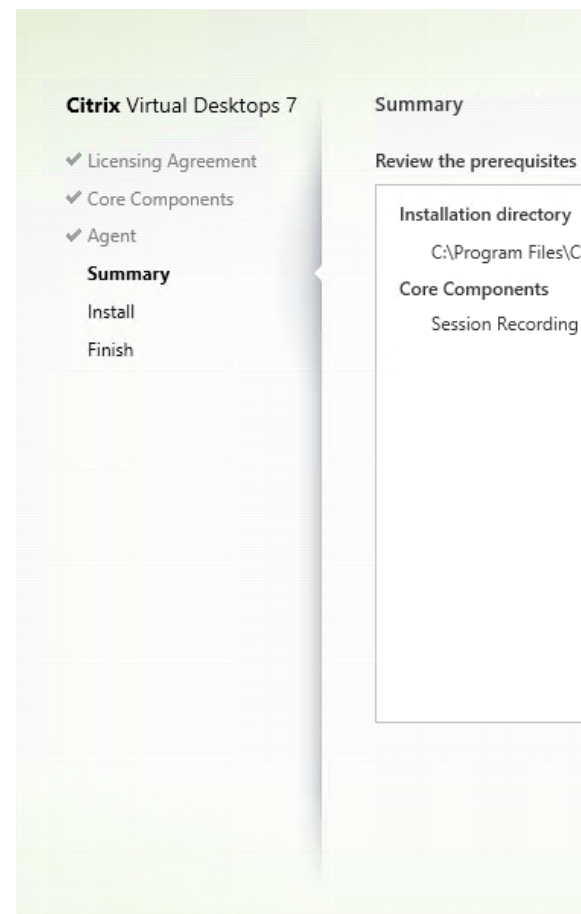 Citrix Virtual Desktops 7
Licensing Agreement
Core Components
Agent
Summary
Install
Finish
Summary
Review the prerequisites
Installation directory
C:\Program Files\C
Core Components
Session Recording